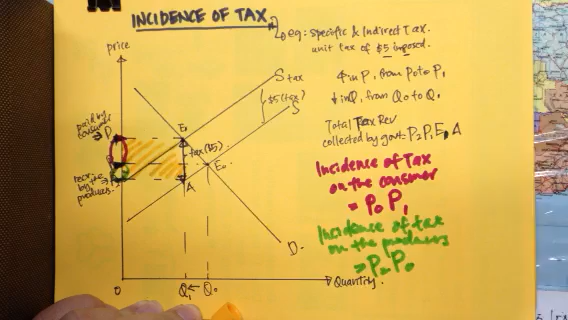 INCIDENCE OF TAX
eg: Specific & Indirect Tax.
unit tax of $5 imposed.
↑ in P, from P₀ to P₁
↓ in Q, from Q₀ to Q₁
Total Tax Rev
collected by govt: P₂P₁E₁A
Incidence of Tax
on the consumer
= P₀ P₁
Incidence of tax
on the producers
= P₂ P₀
price
S tax
$5 (tax)
S
paid by
consumers
P₁
E₁
tax ($5)
E₀
by the
producers
A
D
0
Q₁ ← Q₀
Quantity